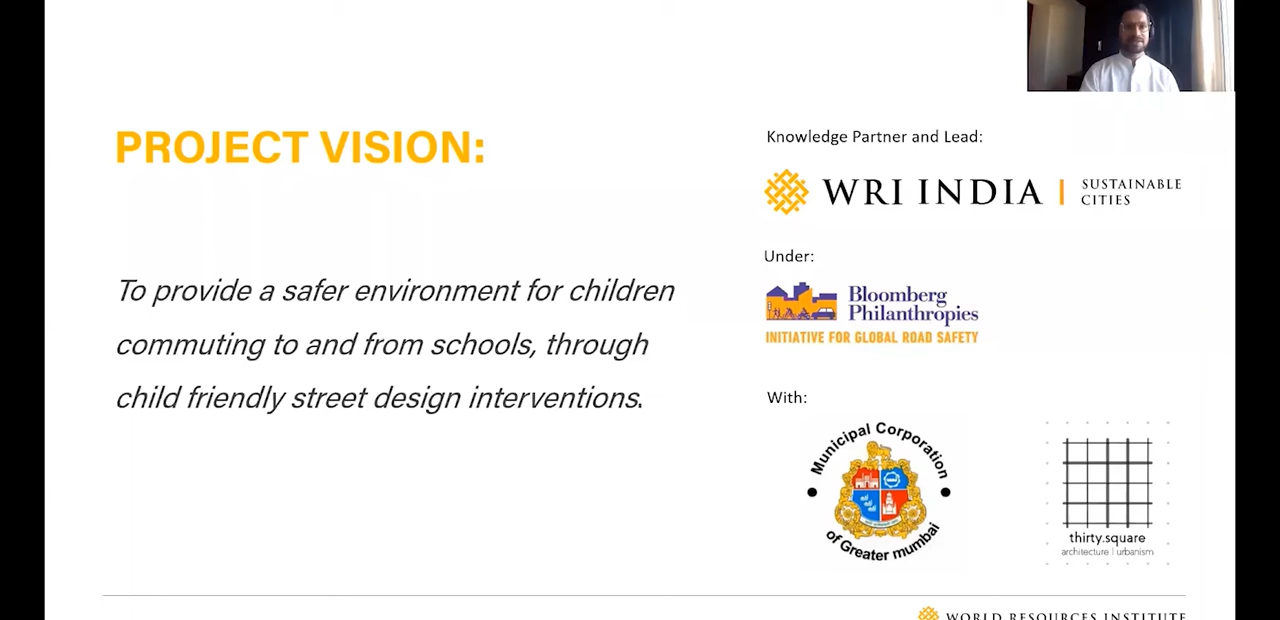 PROJECT VISION:
To provide a safer environment for children
commuting to and from schools, through
child friendly street design interventions.
Knowledge Partner and Lead:
WRI INDIA | SUSTAINABLE
CITIES
Under:
Bloomberg
Philanthropies
INITIATIVE FOR GLOBAL ROAD SAFETY
With:
Municipal Corporation
of Greater mumbai
thirty.square
architecture | urbanism
WORLD RESOURCES INSTITUTE